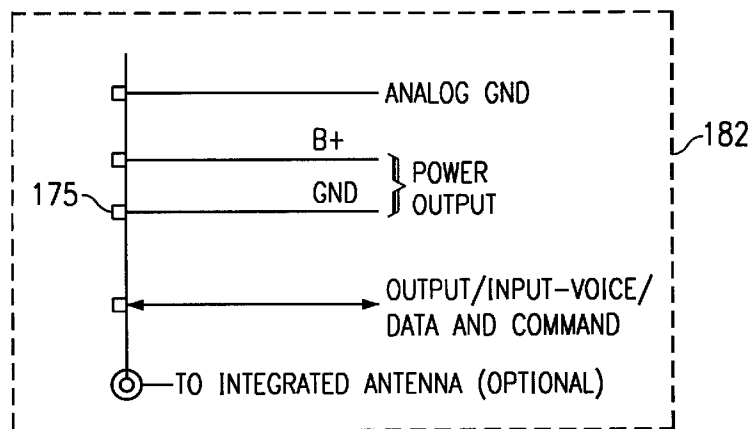 ANALOG GND
182
B+
POWER
175
GND
OUTPUT
OUTPUT/INPUT-VOICE/
DATA AND COMMAND
TO INTEGRATED ANTENNA (OPTIONAL)